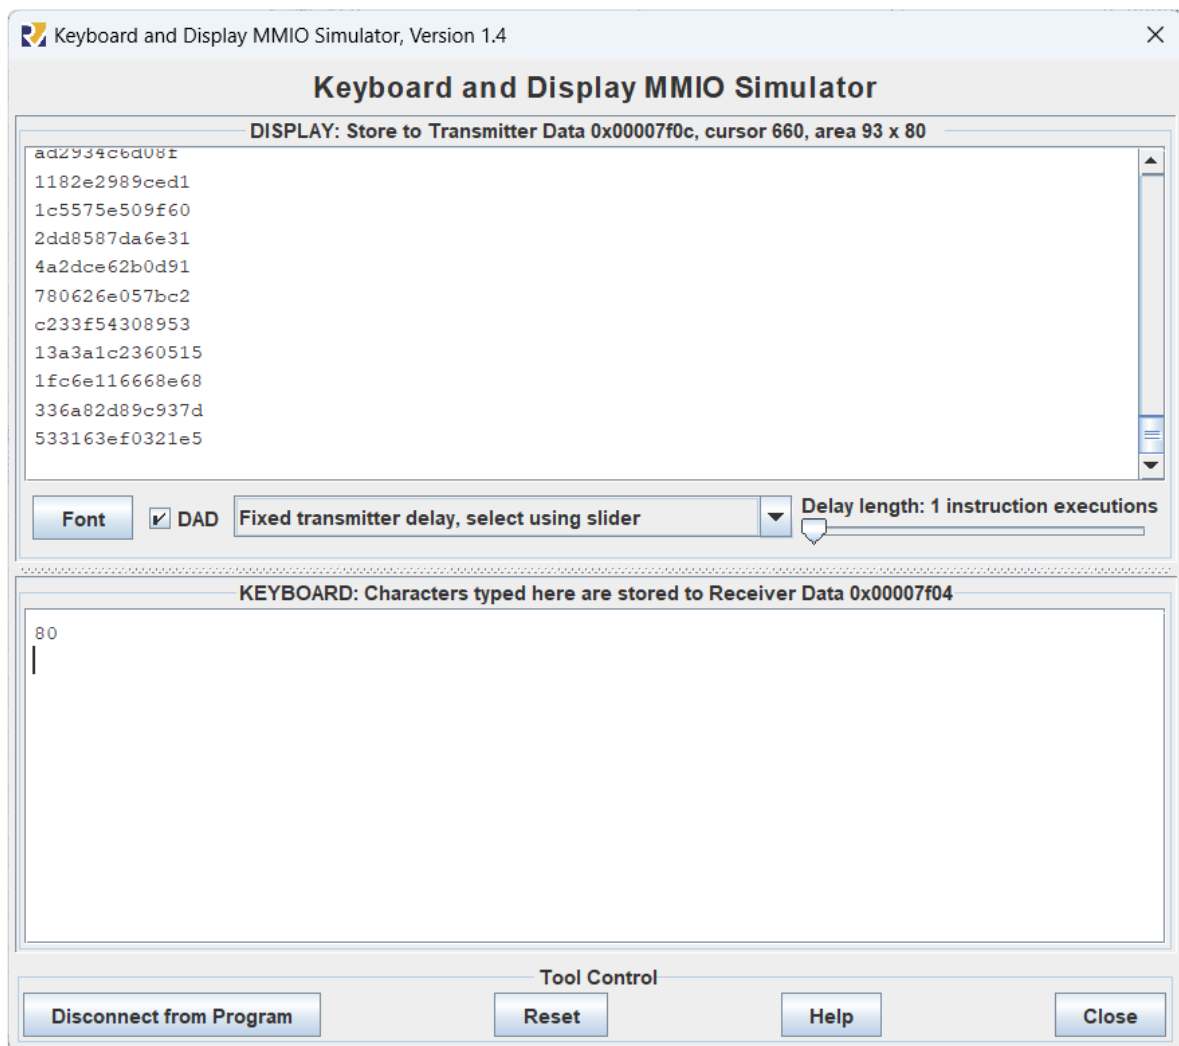 Keyboard and Display MMIO Simulator, Version 1.4
Keyboard and Display MMIO Simulator
DISPLAY: Store to Transmitter Data 0x00007f0c, cursor 660, area 93 x 80
ad2934c6d08f
1182e2989ced1
1c5575e509f60
2dd8587da6e31
4a2dce62b0d91
780626e057bc2
c233f54308953
13a3a1c2360515
1fc6e116668e68
336a82d89c937d
533163ef0321e5
Font
DAD
Fixed transmitter delay, select using slider
Delay length: 1 instruction executions
KEYBOARD: Characters typed here are stored to Receiver Data 0x00007f04
80
Tool Control
Disconnect from Program
Reset
Help
Close